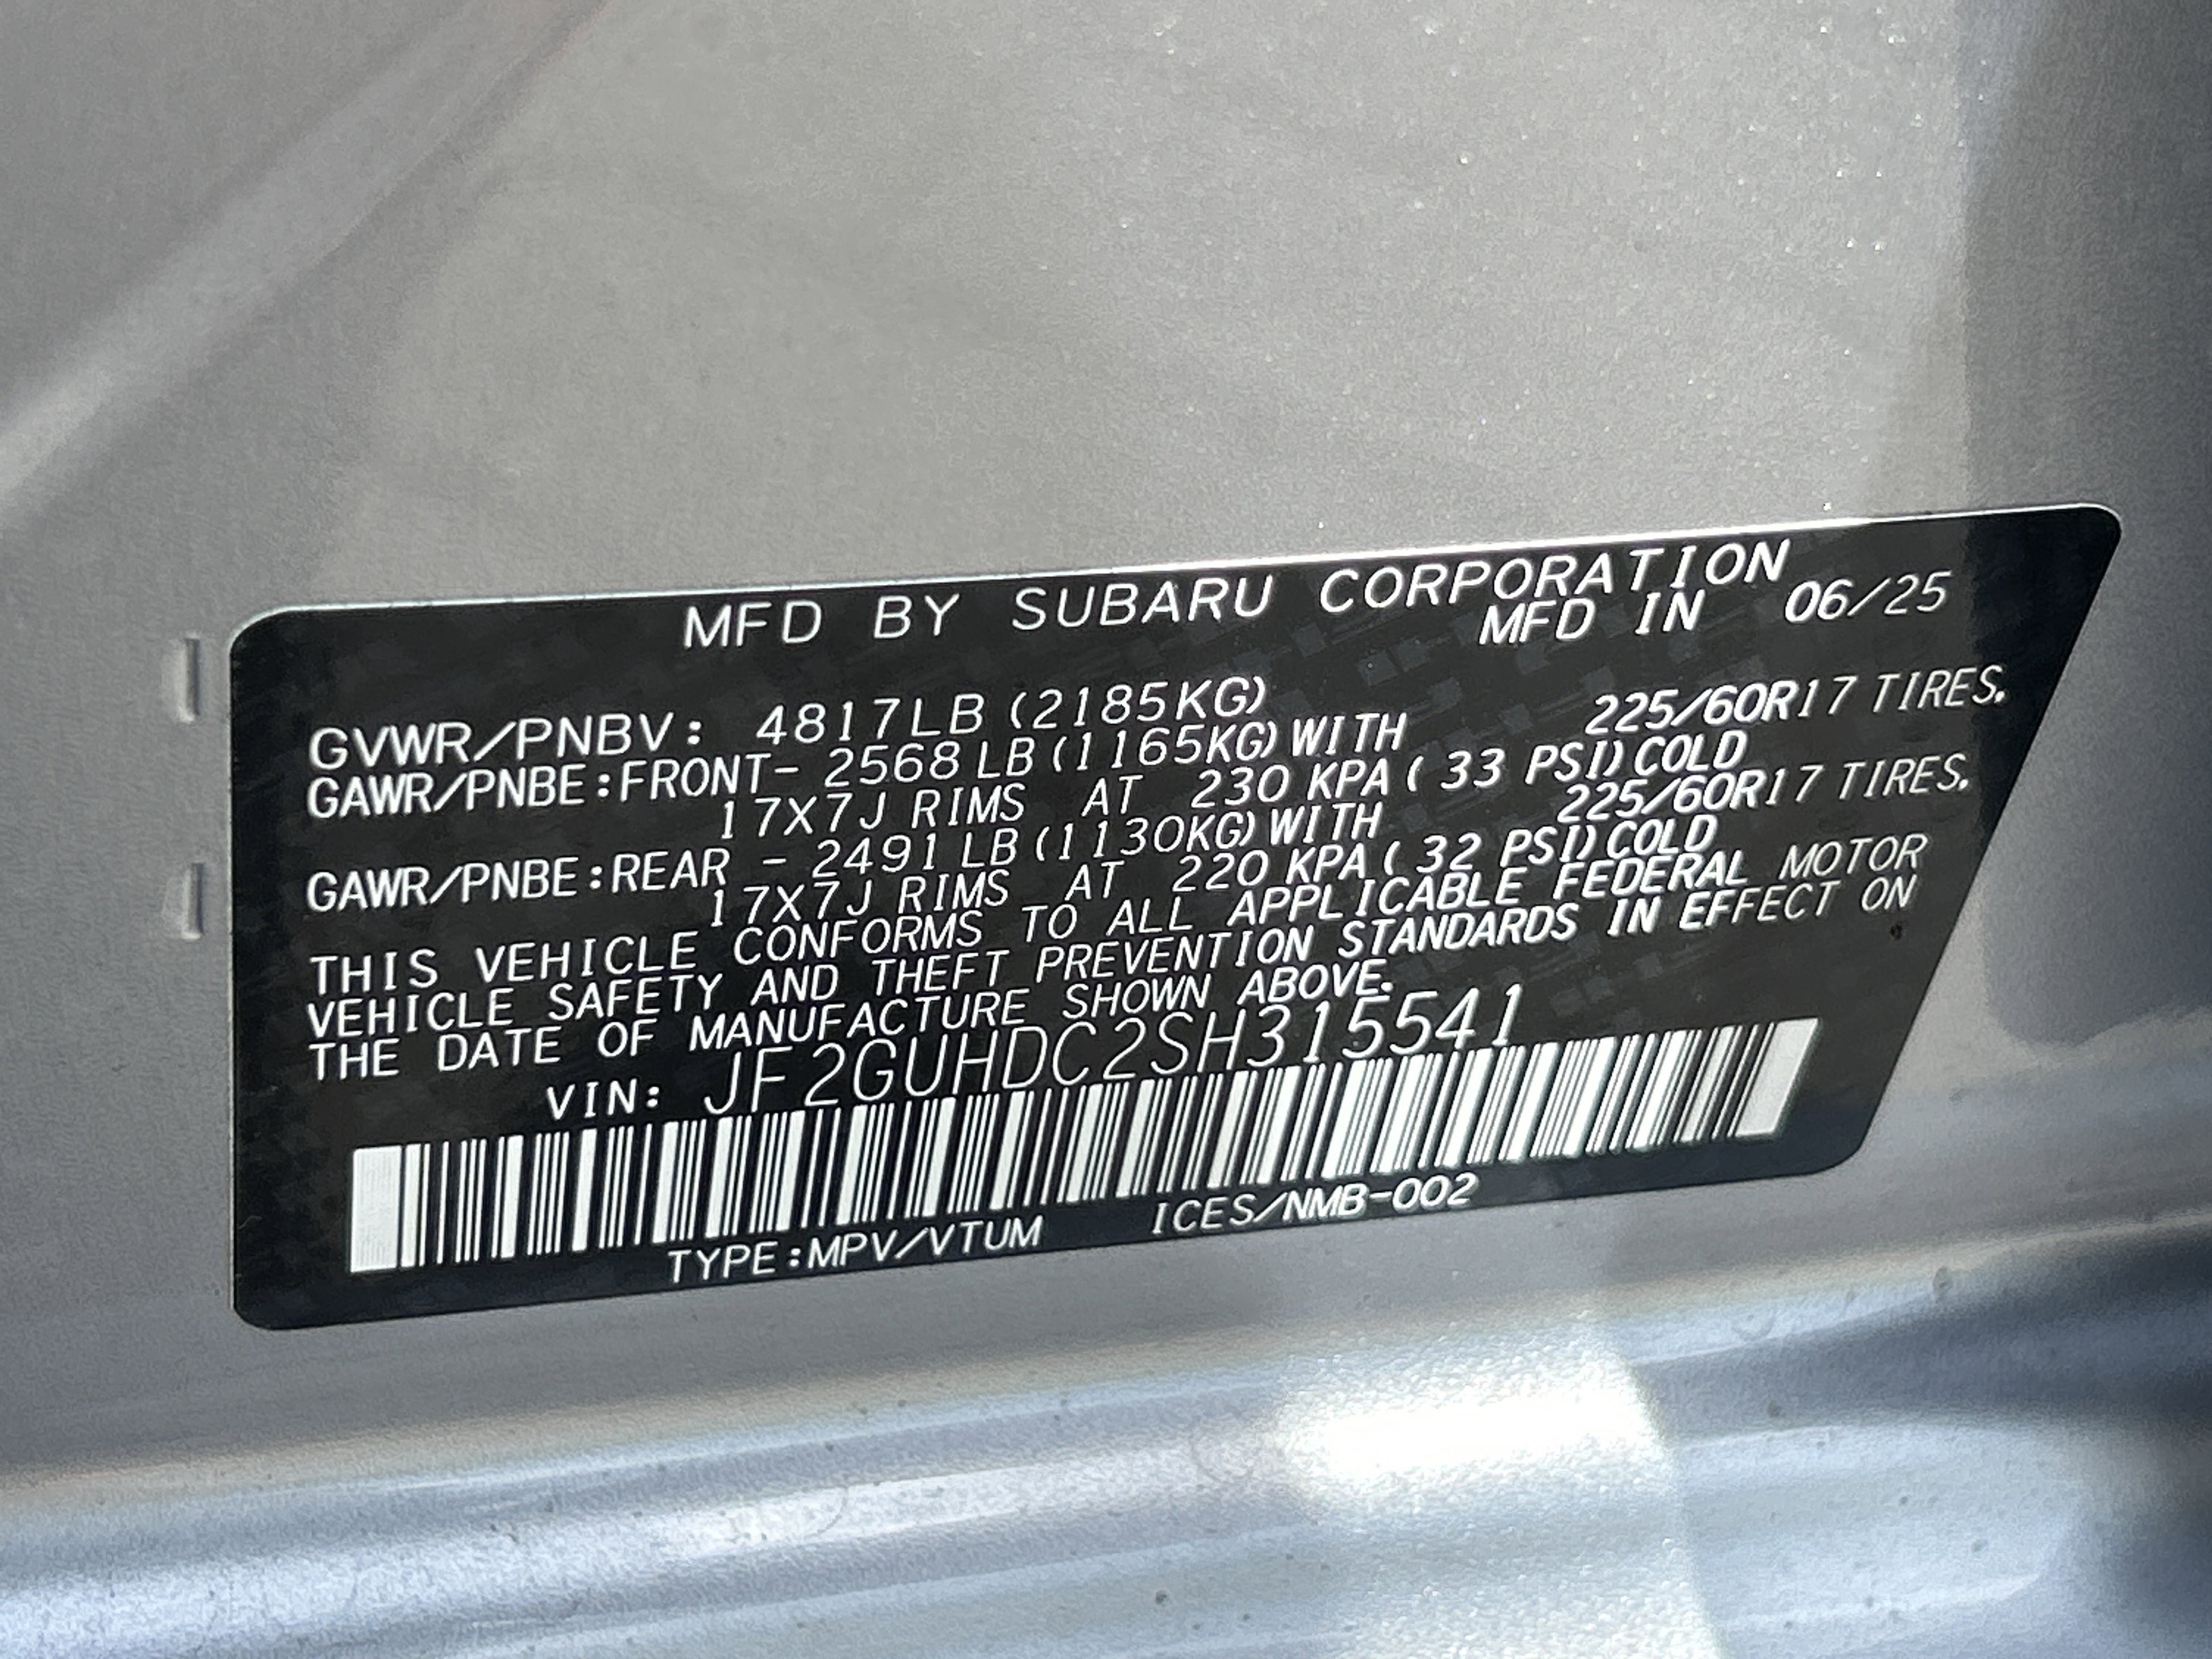 MFD BY SUBARU CORPORATION
MFD IN 06/25
GVWR/PNBV: 4817LB (2185KG)
GAWR/PNBE:FRONT- 2568 LB (1165KG) WITH 225/60R17 TIRES.
17X7J RIMS AT 230 KPA ( 33 PSI) COLD
GAWR/PNBE:REAR - 2491 LB (1130KG) WITH 225/60R17 TIRES.
17X7J RIMS AT 220 KPA ( 32 PSI) COLD
THIS VEHICLE CONFORMS TO ALL APPLICABLE FEDERAL MOTOR
VEHICLE SAFETY AND THEFT PREVENTION STANDARDS IN EFFECT ON
THE DATE OF MANUFACTURE SHOWN ABOVE.
VIN: JF2GUHDC2SH315541
TYPE:MPV/VTUM ICES/NMB-002